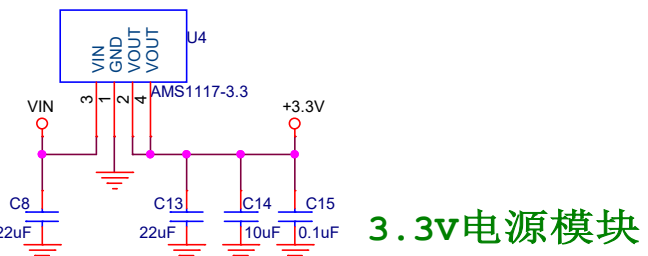 U4
VIN
GND
VOUT
VOUT
AMS1117-3.3
3
1
2
4
VIN
+3.3V
C8
22uF
C13
22uF
C14
10uF
C15
0.1uF
3.3V电源模块